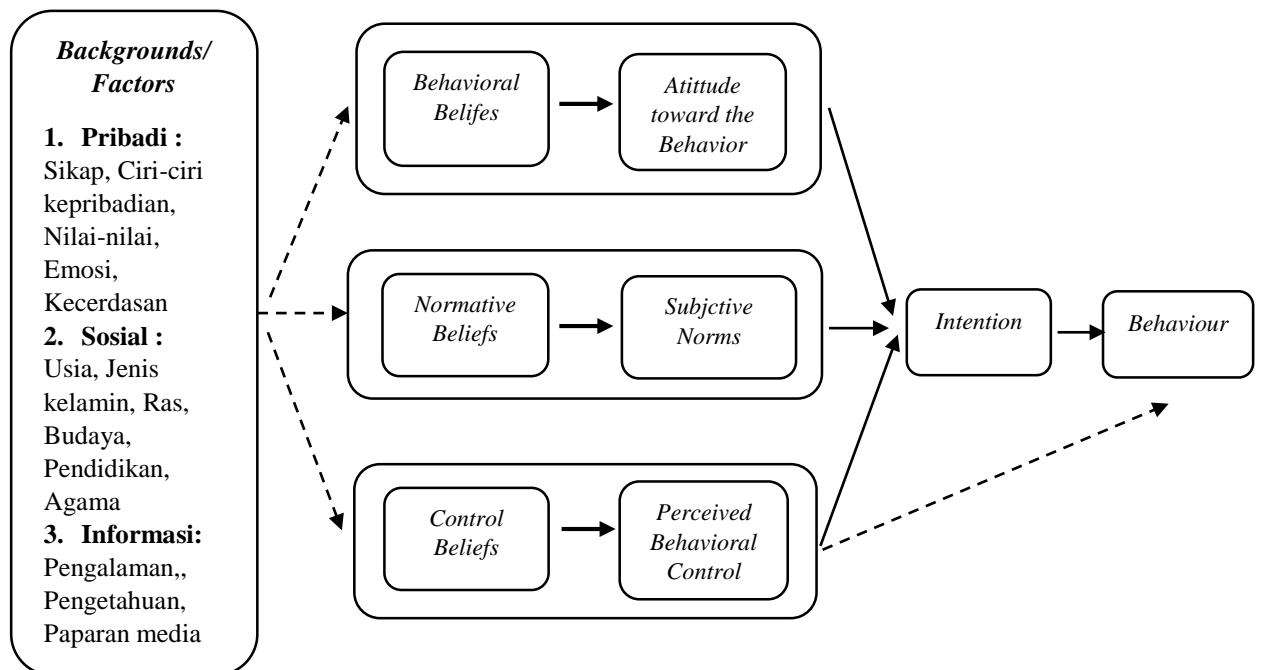 Backgrounds/
Factors
1. Pribadi :
Sikap, Ciri-ciri
kepribadian,
Nilai-nilai,
Emosi,
Kecerdasan
2. Sosial :
Usia, Jenis
kelamin, Ras,
Budaya,
Pendidikan,
Agama
3. Informasi:
Pengalaman,,
Pengetahuan,
Paparan media
Behavioral
Belifes
Atittude
toward the
Behavior
Normative
Beliefs
Subjctive
Norms
Control
Beliefs
Perceived
Behavioral
Control
Intention
Behaviour